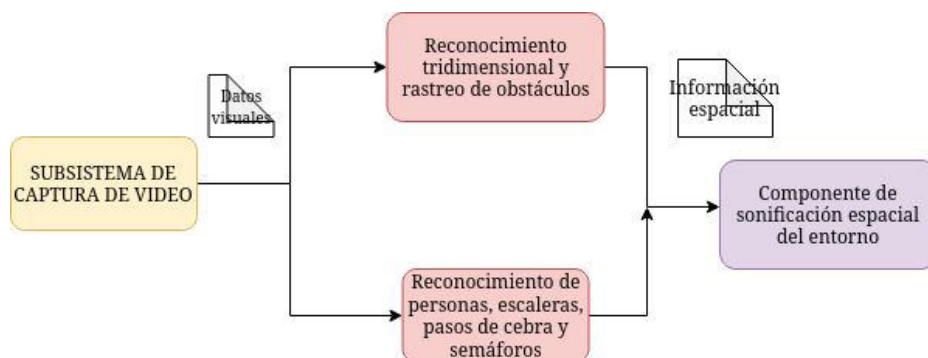 Reconocimiento
tridimensional y
rastreo de obstáculos
Datos
visuales
Información
espacial
SUBSISTEMA DE
CAPTURA DE VIDEO
Componente de
sonificación espacial
del entorno
Reconocimiento de
personas, escaleras,
pasos de cebra y
semáforos